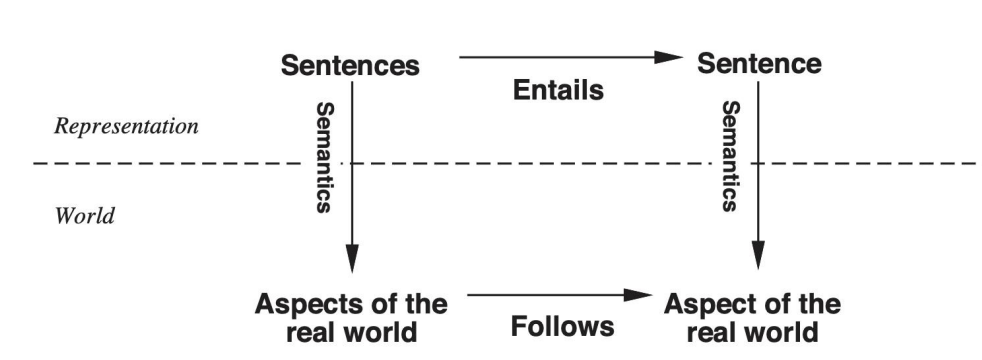 Sentences
Sentence
Entails
Semantics
Semantics
Representation
World
Aspects of the
real world
Aspect of the
real world
Follows